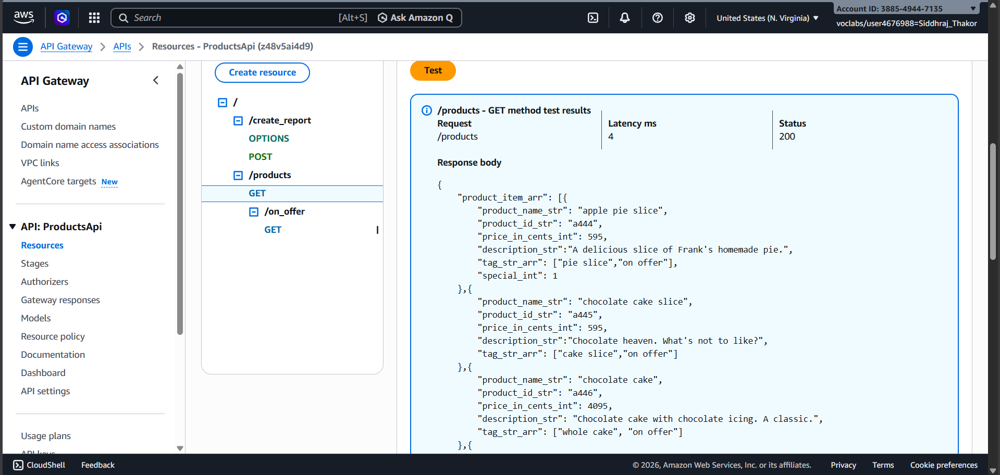 aws
Search
[Alt+S]
Ask Amazon Q
United States (N. Virginia)
Account ID: 3885-4944-7135
voclabs/user4676988=Siddhraj_Thakor
API Gateway
APIs
Resources - ProductsApi (z48v5ai4d9)
API Gateway
APIs
Custom domain names
Domain name access associations
VPC links
AgentCore targets New
API: ProductsApi
Resources
Stages
Authorizers
Gateway responses
Models
Resource policy
Documentation
Dashboard
API settings
Usage plans
API keys
Create resource
/
/create_report
OPTIONS
POST
/products
GET
/on_offer
GET
Test
/products - GET method test results
Request
/products
Latency ms
4
Status
200
Response body
{
"product_item_arr": [{
"product_name_str": "apple pie slice",
"product_id_str": "a444",
"price_in_cents_int": 595,
"description_str":"A delicious slice of Frank's homemade pie.",
"tag_str_arr": ["pie slice","on offer"],
"special_int": 1
},{
"product_name_str": "chocolate cake slice",
"product_id_str": "a445",
"price_in_cents_int": 595,
"description_str":"Chocolate heaven. What's not to like?",
"tag_str_arr": ["cake slice","on offer"]
},{
"product_name_str": "chocolate cake",
"product_id_str": "a446",
"price_in_cents_int": 4095,
"description_str": "Chocolate cake with chocolate icing. A classic.",
"tag_str_arr": ["whole cake", "on offer"]
},{
CloudShell
Feedback
© 2026, Amazon Web Services, Inc. or its affiliates.
Privacy
Terms
Cookie preferences